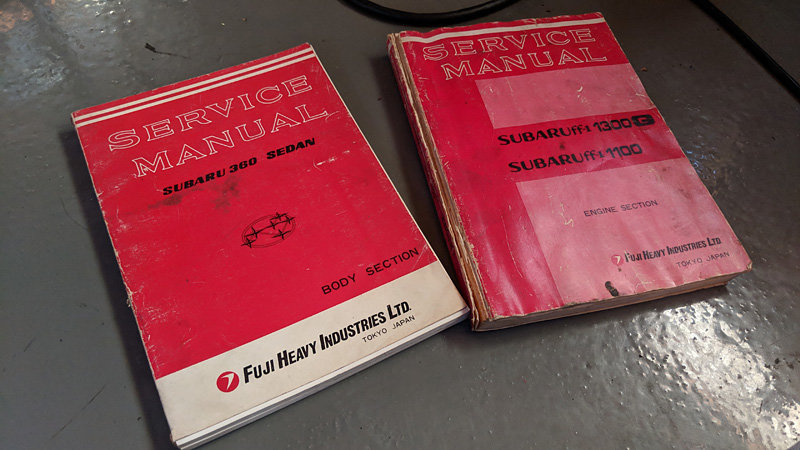 SERVICE
MANUAL
SUBARU 360 SEDAN
BODY SECTION
FUJI HEAVY INDUSTRIES LTD.
TOKYO JAPAN
SERVICE
MANUAL
SUBARU ff-1 1300G
SUBARU ff-1 1100
ENGINE SECTION
FUJI HEAVY INDUSTRIES LTD.
TOKYO JAPAN